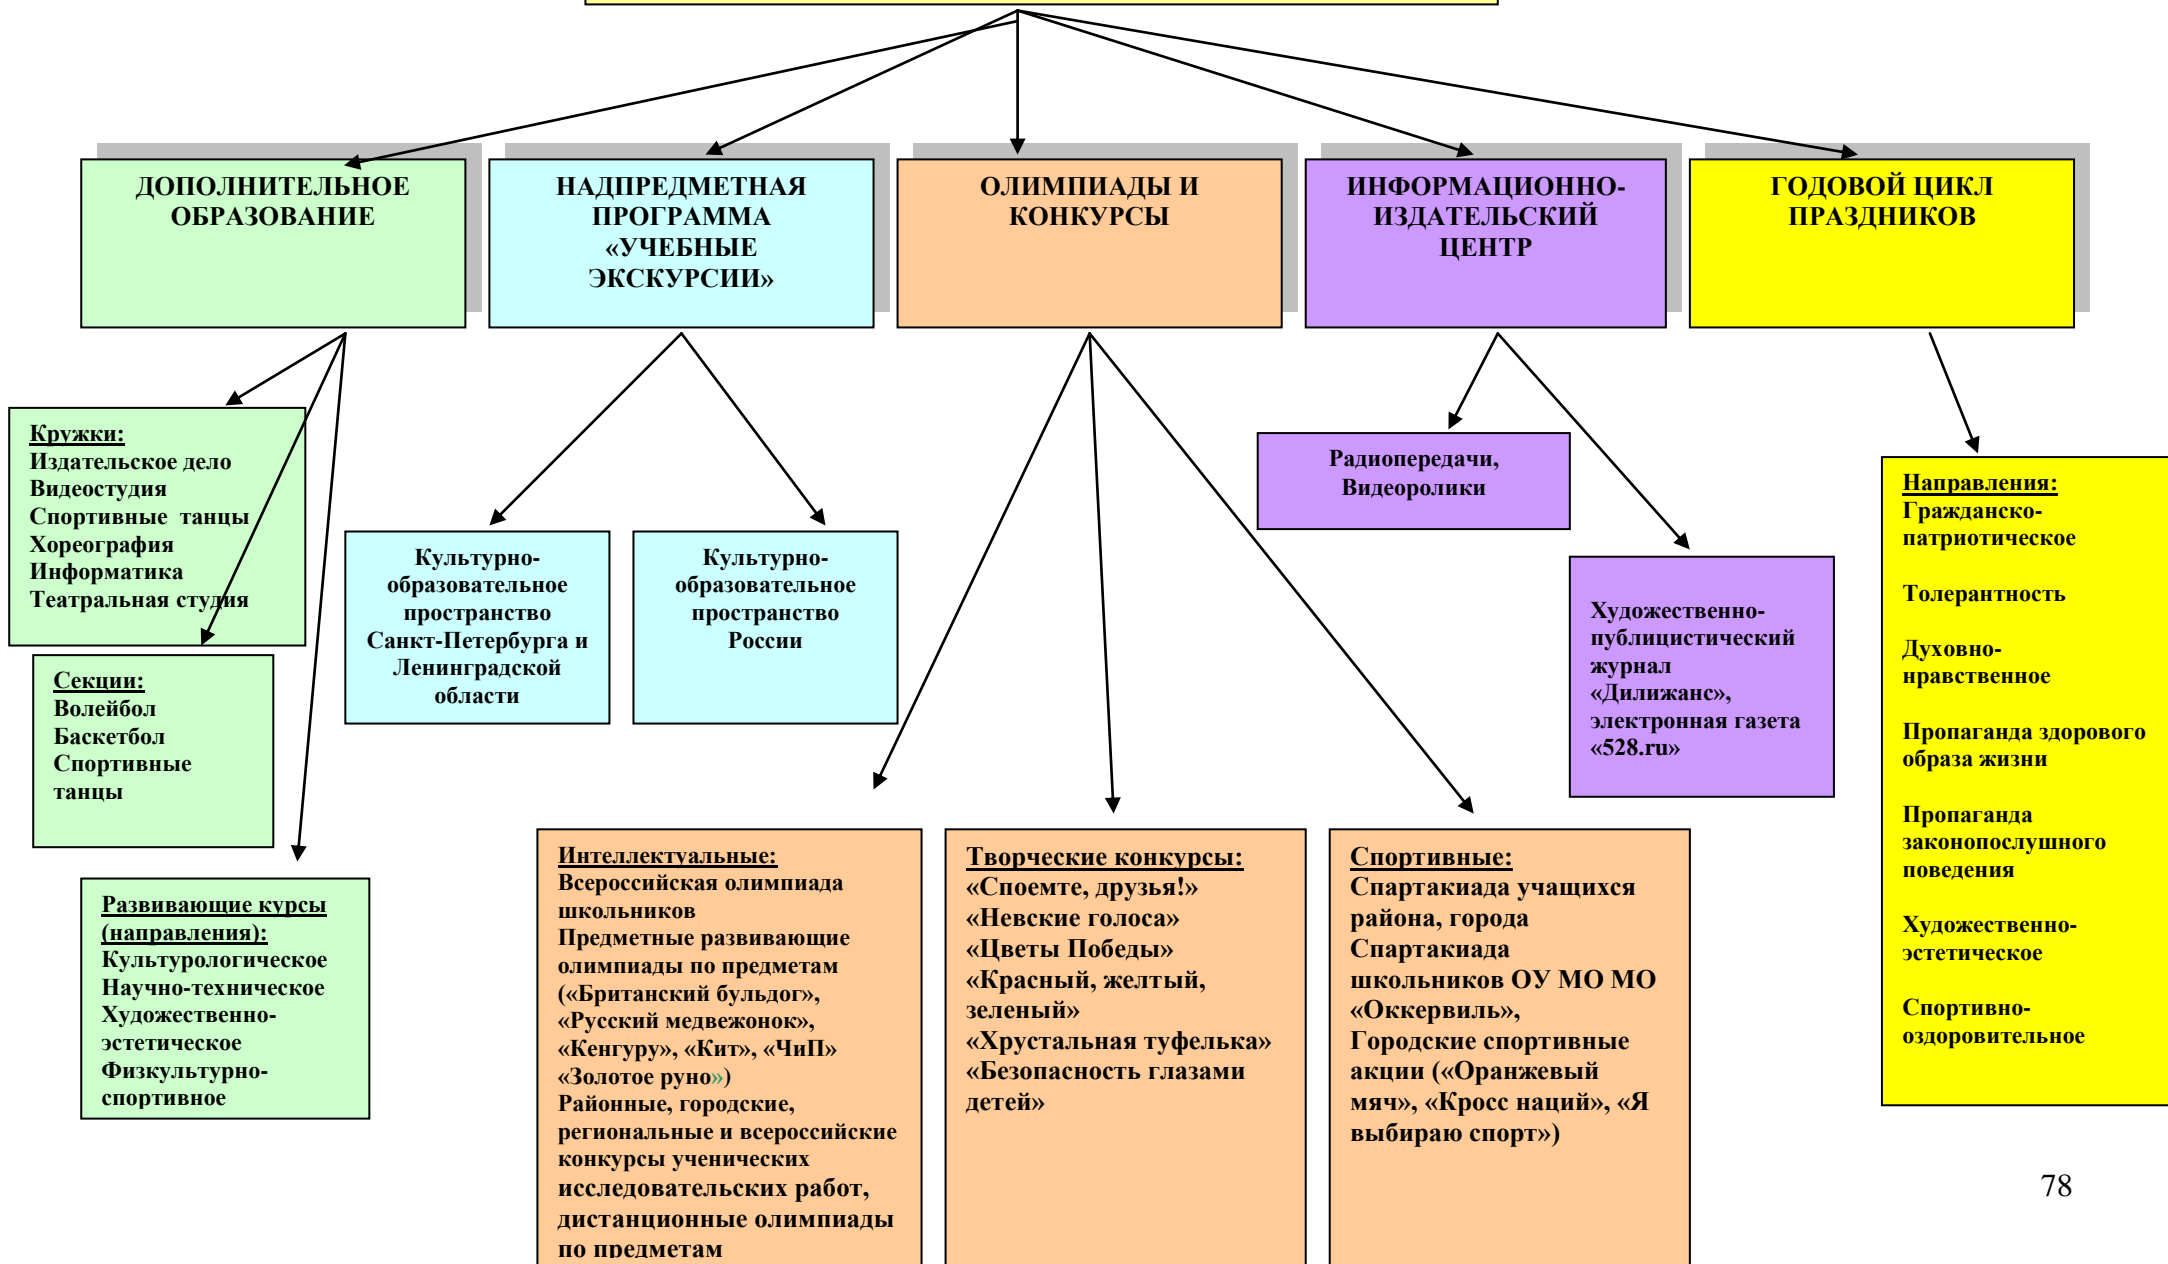 ДОПОЛНИТЕЛЬНОЕ
ОБРАЗОВАНИЕ
НАДПРЕДМЕТНАЯ
ПРОГРАММА
«УЧЕБНЫЕ
ЭКСКУРСИИ»
ОЛИМПИАДЫ И
КОНКУРСЫ
ИНФОРМАЦИОННО-
ИЗДАТЕЛЬСКИЙ
ЦЕНТР
ГОДОВОЙ ЦИКЛ
ПРАЗДНИКОВ
Кружки:
Издательское дело
Видеостудия
Спортивные танцы
Хореография
Информатика
Театральная студия
Секции:
Волейбол
Баскетбол
Спортивные
танцы
Развивающие курсы
(направления):
Культурологическое
Научно-техническое
Художественно-
эстетическое
Физкультурно-
спортивное
Культурно-
образовательное
пространство
Санкт-Петербурга и
Ленинградской
области
Культурно-
образовательное
пространство
России
Интеллектуальные:
Всероссийская олимпиада
школьников
Предметные развивающие
олимпиады по предметам
(«Британский бульдог»,
«Русский медвежонок»,
«Кенгуру», «Кит», «ЧиП»
«Золотое руно»)
Районные, городские,
региональные и всероссийские
конкурсы ученических
исследовательских работ,
дистанционные олимпиады
по предметам
Творческие конкурсы:
«Споемте, друзья!»
«Невские голоса»
«Цветы Победы»
«Красный, желтый,
зеленый»
«Хрустальная туфелька»
«Безопасность глазами
детей»
Спортивные:
Спартакиада учащихся
района, города
Спартакиада
школьников ОУ МО МО
«Оккервиль»,
Городские спортивные
акции («Оранжевый
мяч», «Кросс наций», «Я
выбираю спорт»)
Радиопередачи,
Видеоролики
Художественно-
публицистический
журнал
«Дилижанс»,
электронная газета
«528.ru»
Направления:
Гражданско-
патриотическое
Толерантность
Духовно-
нравственное
Пропаганда здорового
образа жизни
Пропаганда
законопослушного
поведения
Художественно-
эстетическое
Спортивно-
оздоровительное
78